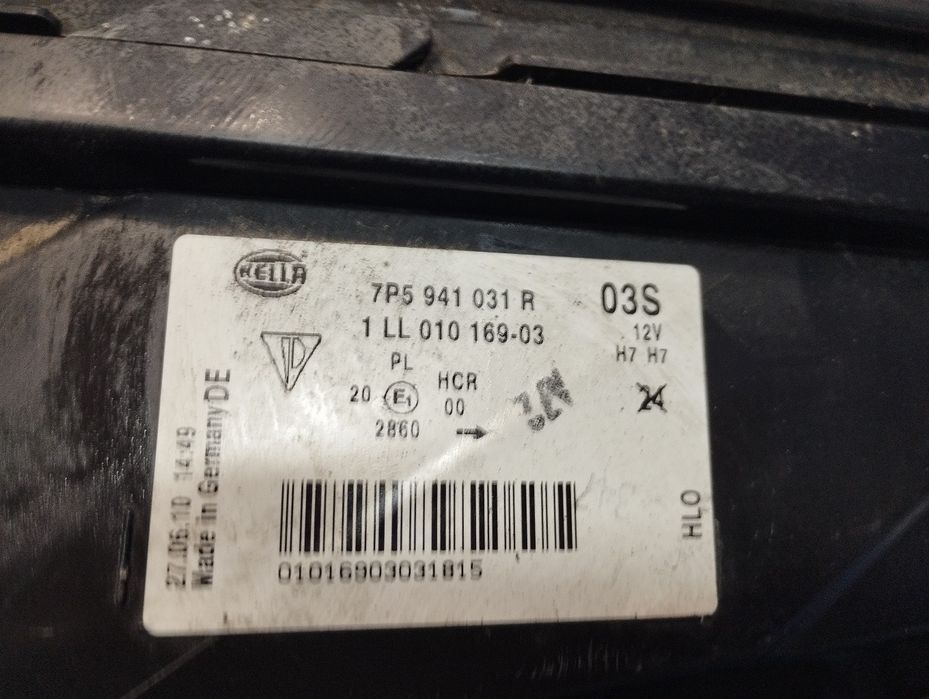 HELLA
7P5 941 031 R
03S
1 LL 010 169-03
12V
H7 H7
PL
HCR
20 E1 00
24
2860
HLO
01016903031815
27.05.10 14:49
Made in Germany DE